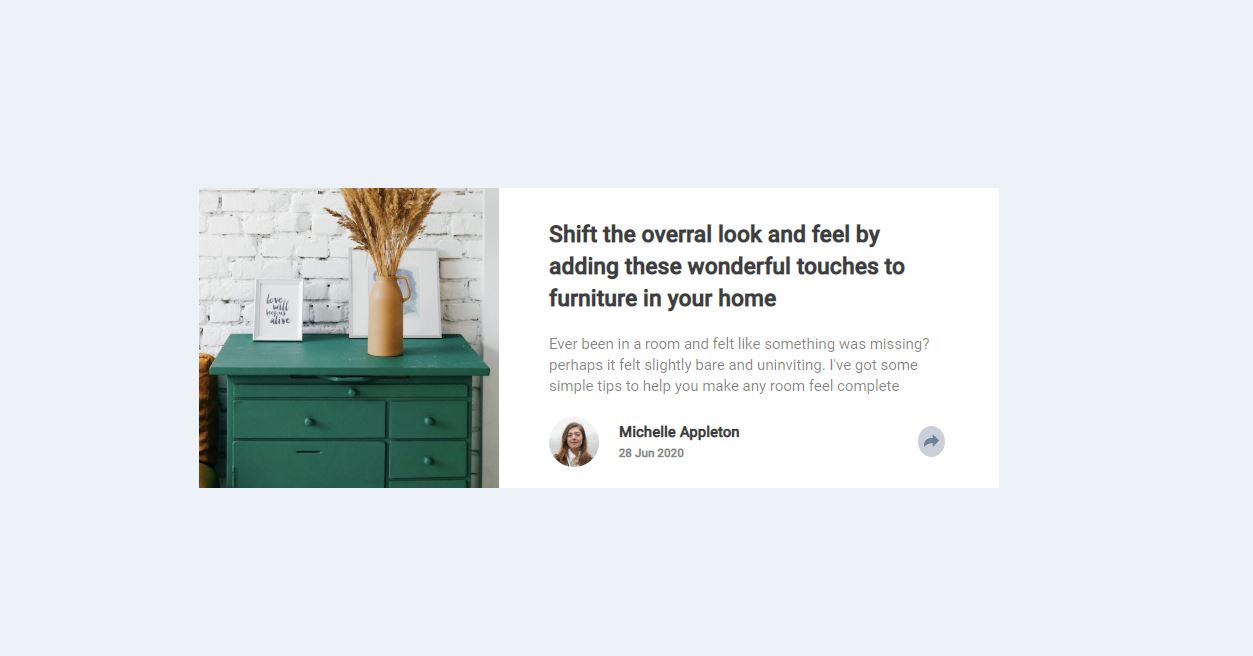 love
will
keep us
alive
Shift the overral look and feel by
adding these wonderful touches to
furniture in your home
Ever been in a room and felt like something was missing?
perhaps it felt slightly bare and uninviting. I've got some
simple tips to help you make any room feel complete
Michelle Appleton
28 Jun 2020